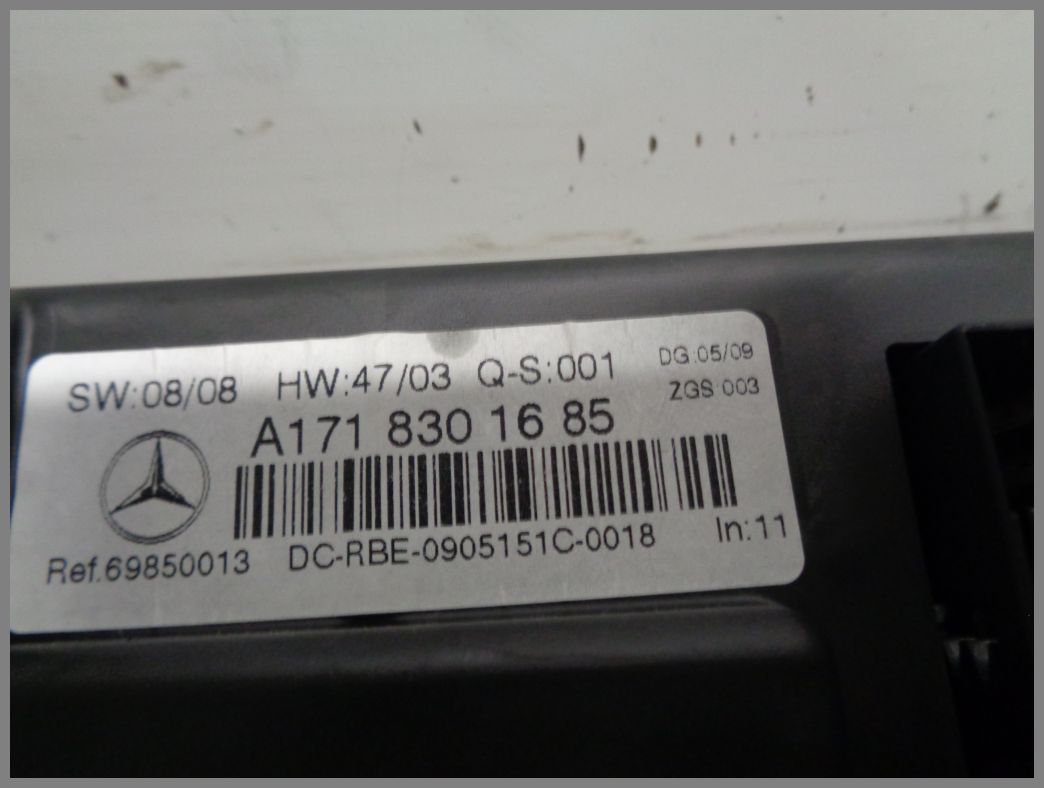 SW:08/08 HW:47/03 Q-S:001 DG:05/09
ZGS 003
A171 830 16 85
Ref.69850013 DC-RBE-0905151C-0018 In:11